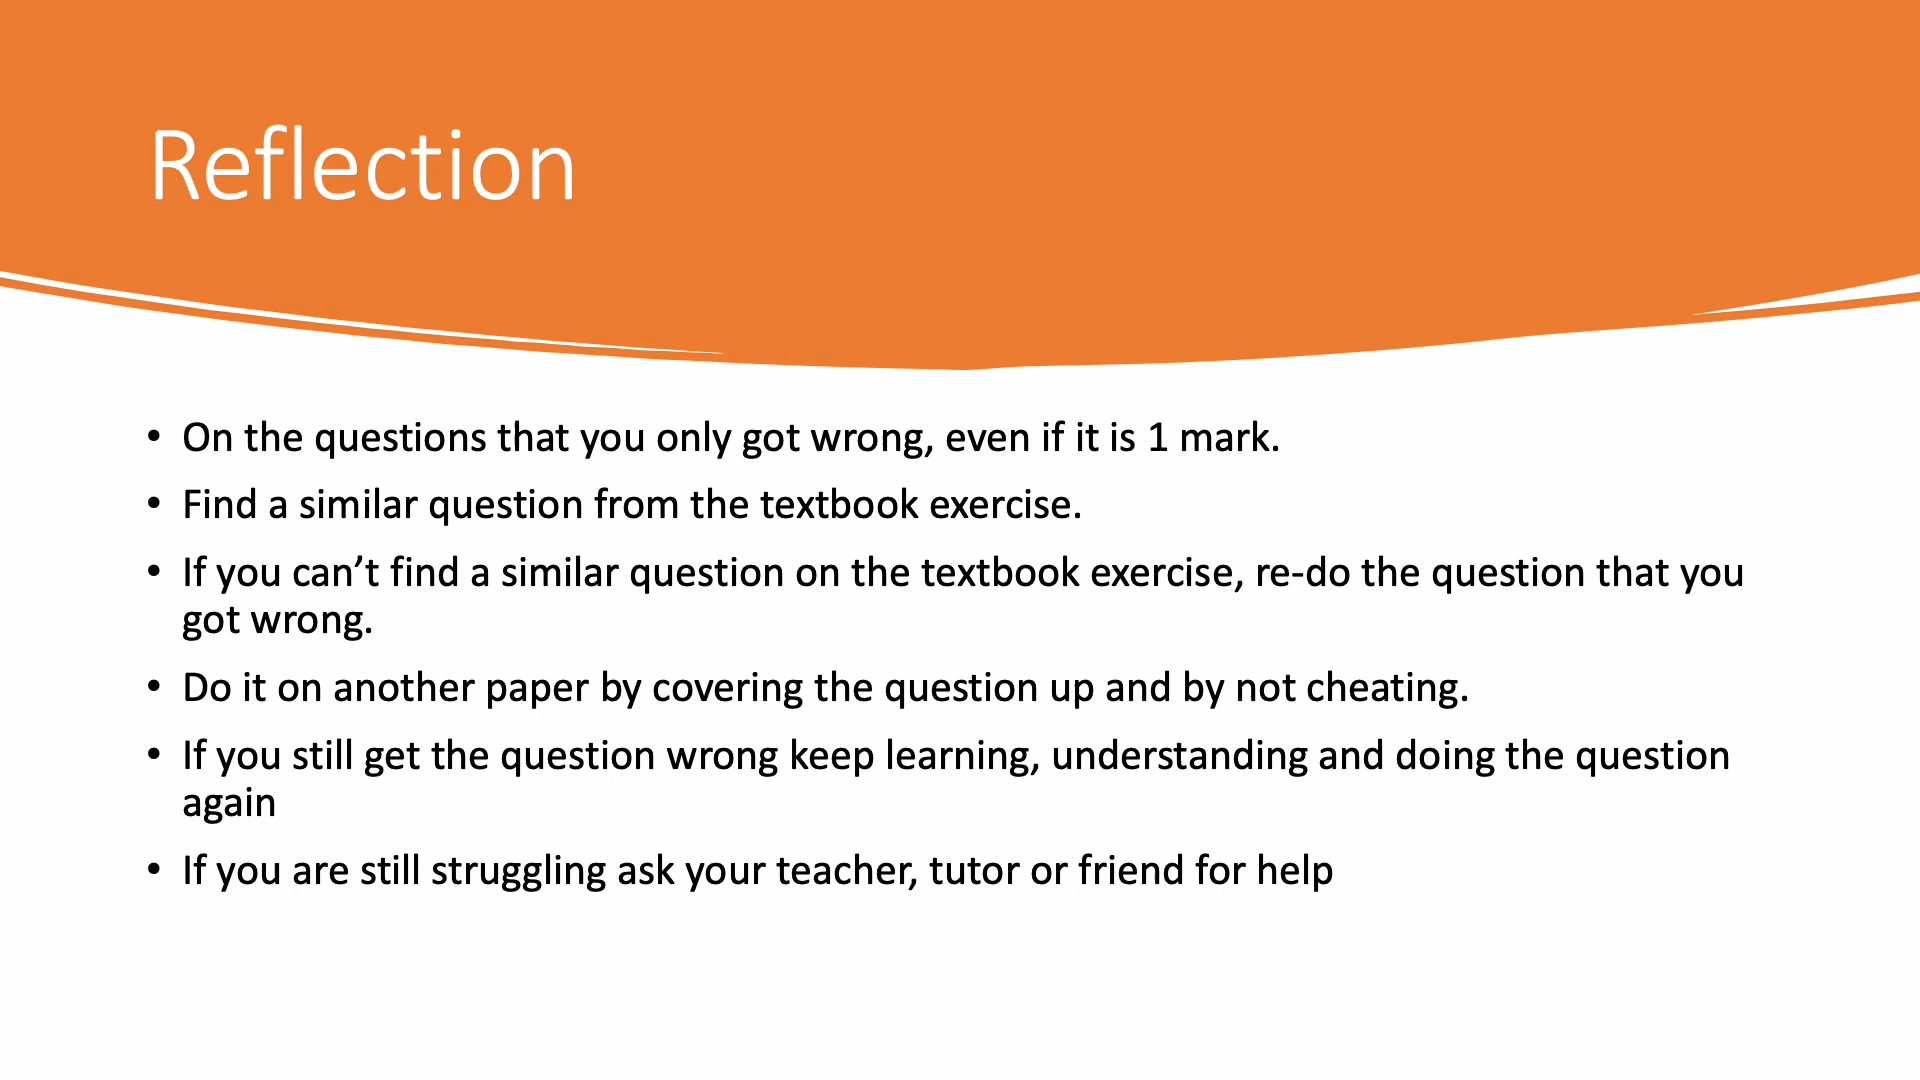 Reflection
• On the questions that you only got wrong, even if it is 1 mark.
• Find a similar question from the textbook exercise.
• If you can’t find a similar question on the textbook exercise, re-do the question that you
got wrong.
• Do it on another paper by covering the question up and by not cheating.
• If you still get the question wrong keep learning, understanding and doing the question
again
• If you are still struggling ask your teacher, tutor or friend for help